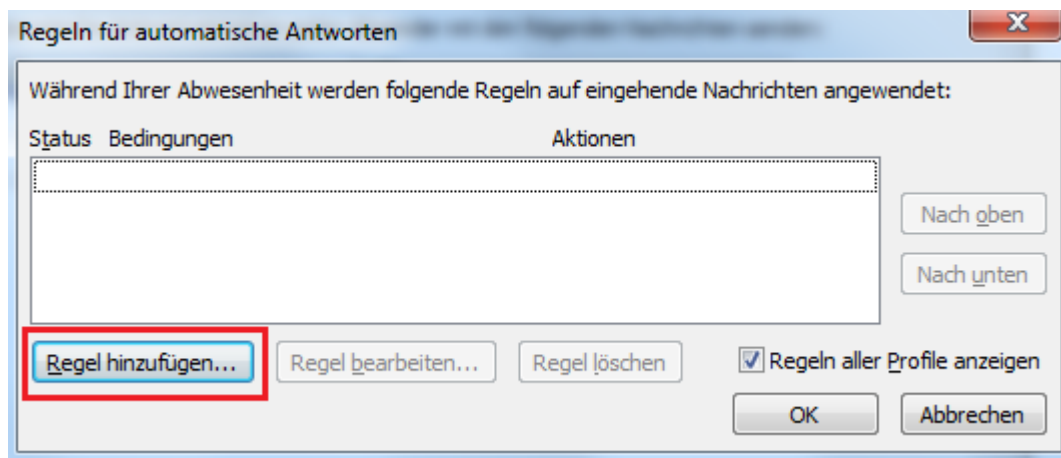 Regeln für automatische Antworten
Während Ihrer Abwesenheit werden folgende Regeln auf eingehende Nachrichten angewendet:
Status Bedingungen Aktionen
Nach oben
Nach unten
Regel hinzufügen... Regel bearbeiten... Regel löschen Regeln aller Profile anzeigen
OK Abbrechen